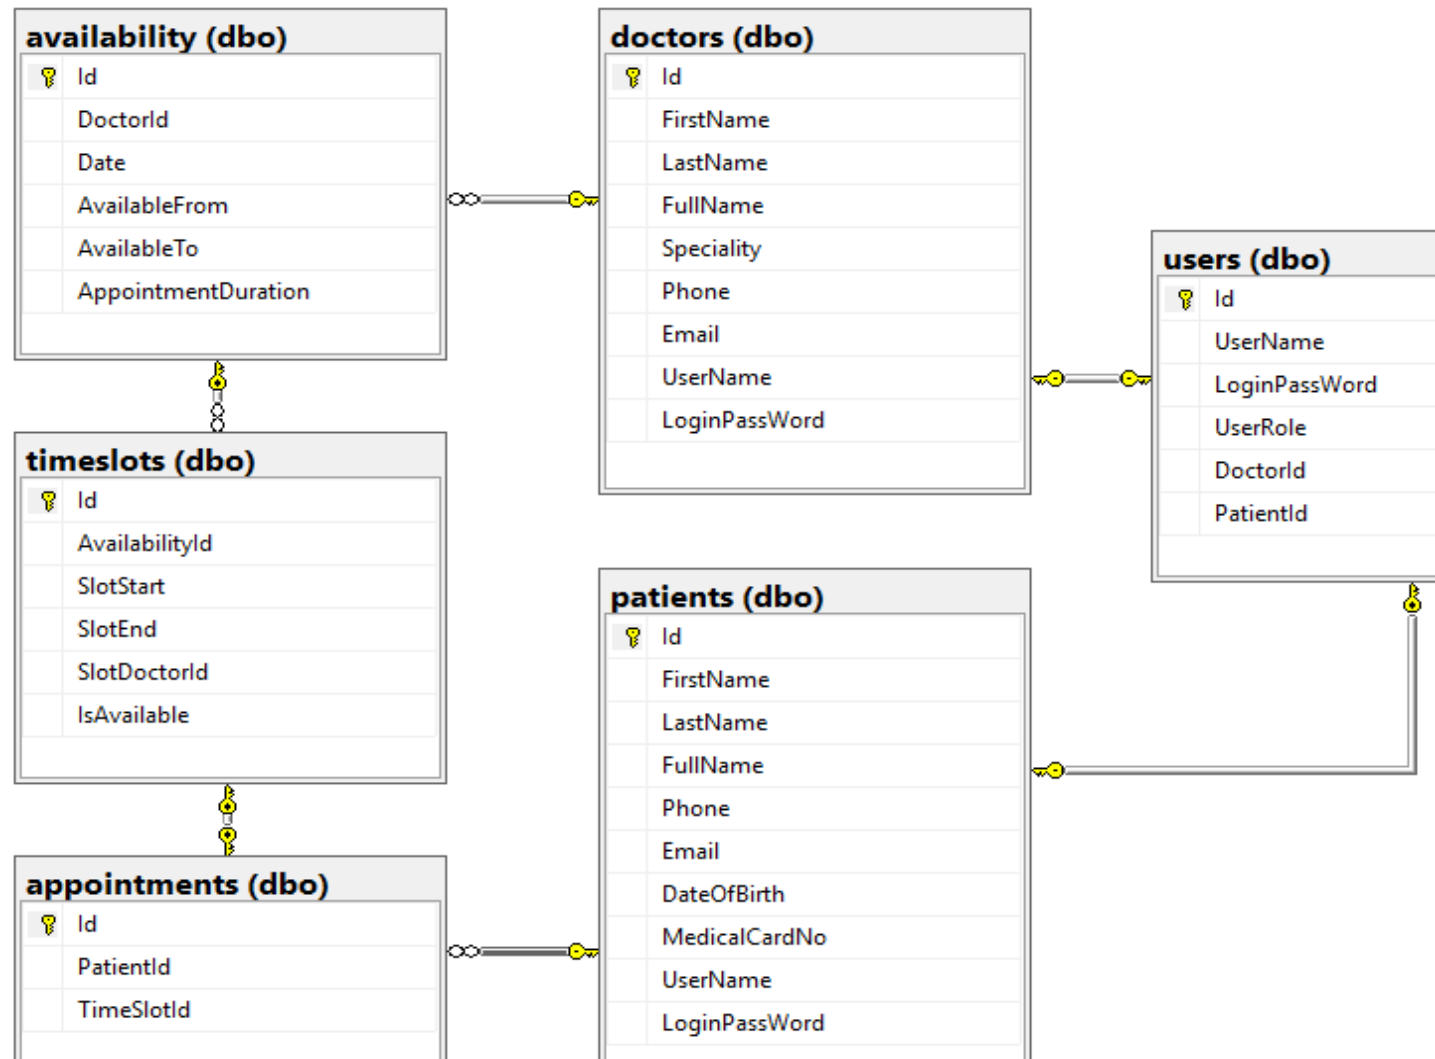 availability (dbo)
Id
DoctorId
Date
AvailableFrom
AvailableTo
AppointmentDuration
doctors (dbo)
Id
FirstName
LastName
FullName
Speciality
Phone
Email
UserName
LoginPassWord
users (dbo)
Id
UserName
LoginPassWord
UserRole
DoctorId
PatientId
timeslots (dbo)
Id
AvailabilityId
SlotStart
SlotEnd
SlotDoctorId
IsAvailable
patients (dbo)
Id
FirstName
LastName
FullName
Phone
Email
DateOfBirth
MedicalCardNo
UserName
LoginPassWord
appointments (dbo)
Id
PatientId
TimeSlotId